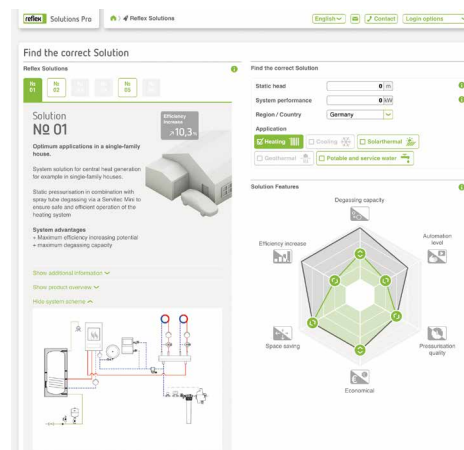 reflex Solutions Pro
Reflex Solutions
English
Contact
Login options
Find the correct Solution
Reflex Solutions
№ 01
Solution
№ 01
Efficiency increase
10,3
Optimum applications in a single-family
house.
System solution for central heat generation
for example in single-family houses.
Static pressurisation in combination with
spray tube degassing via a Servitec Mini to
ensure safe and efficient operation of the
heating system
System advantages
+ Maximum efficiency increasing potential
+ maximum degassing capacity
Show additional information
Show product overview
Hide system scheme
Find the correct Solution
Static head 0 m
System performance 0 kW
Region / Country Germany
Application
Heating Cooling Solarthermal
Geothermal Potable and service water
Solution Features
Degassing capacity
Efficiency increase
Automation
level
Space saving
Pressurisation
quality
Economical